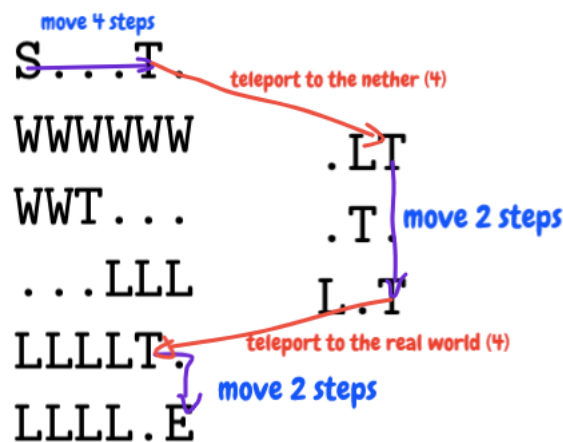 move 4 steps
S...T.
teleport to the nether (4)
WWWWWW
.LT
WWT...
.T.
move 2 steps
...LLL
L.T
LLLLT.
teleport to the real world (4)
move 2 steps
LLLL.E